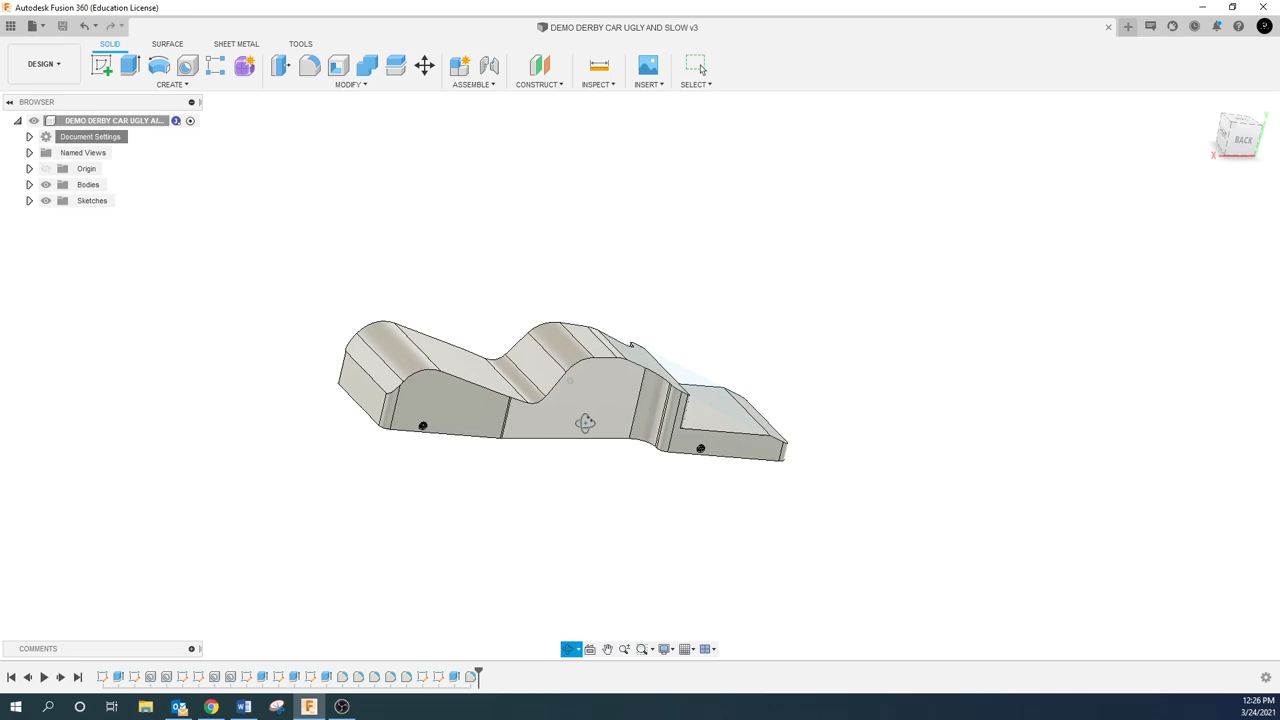 Autodesk Fusion 360 (Education License)
DEMO DERBY CAR UGLY AND SLOW v3
SOLID SURFACE SHEET METAL TOOLS
DESIGN
CREATE MODIFY ASSEMBLE CONSTRUCT INSPECT INSERT SELECT
BROWSER
DEMO DERBY CAR UGLY AI...
Document Settings
Named Views
Origin
Bodies
Sketches
Y
BACK
X
COMMENTS
12:26 PM
3/24/2021